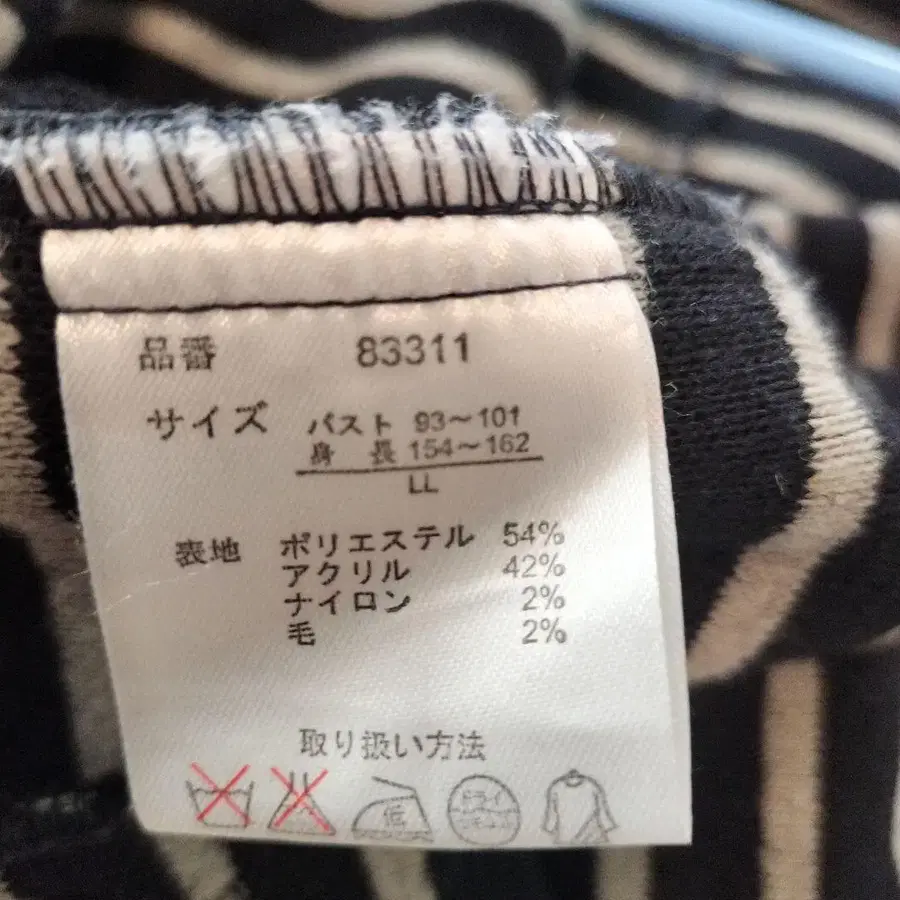 品番 83311
サイズ バスト 93～101
身長 154～162
LL
表地 ポリエステル 54%
アクリル 42%
ナイロン 2%
毛 2%
取り扱い方法
低
ドライ